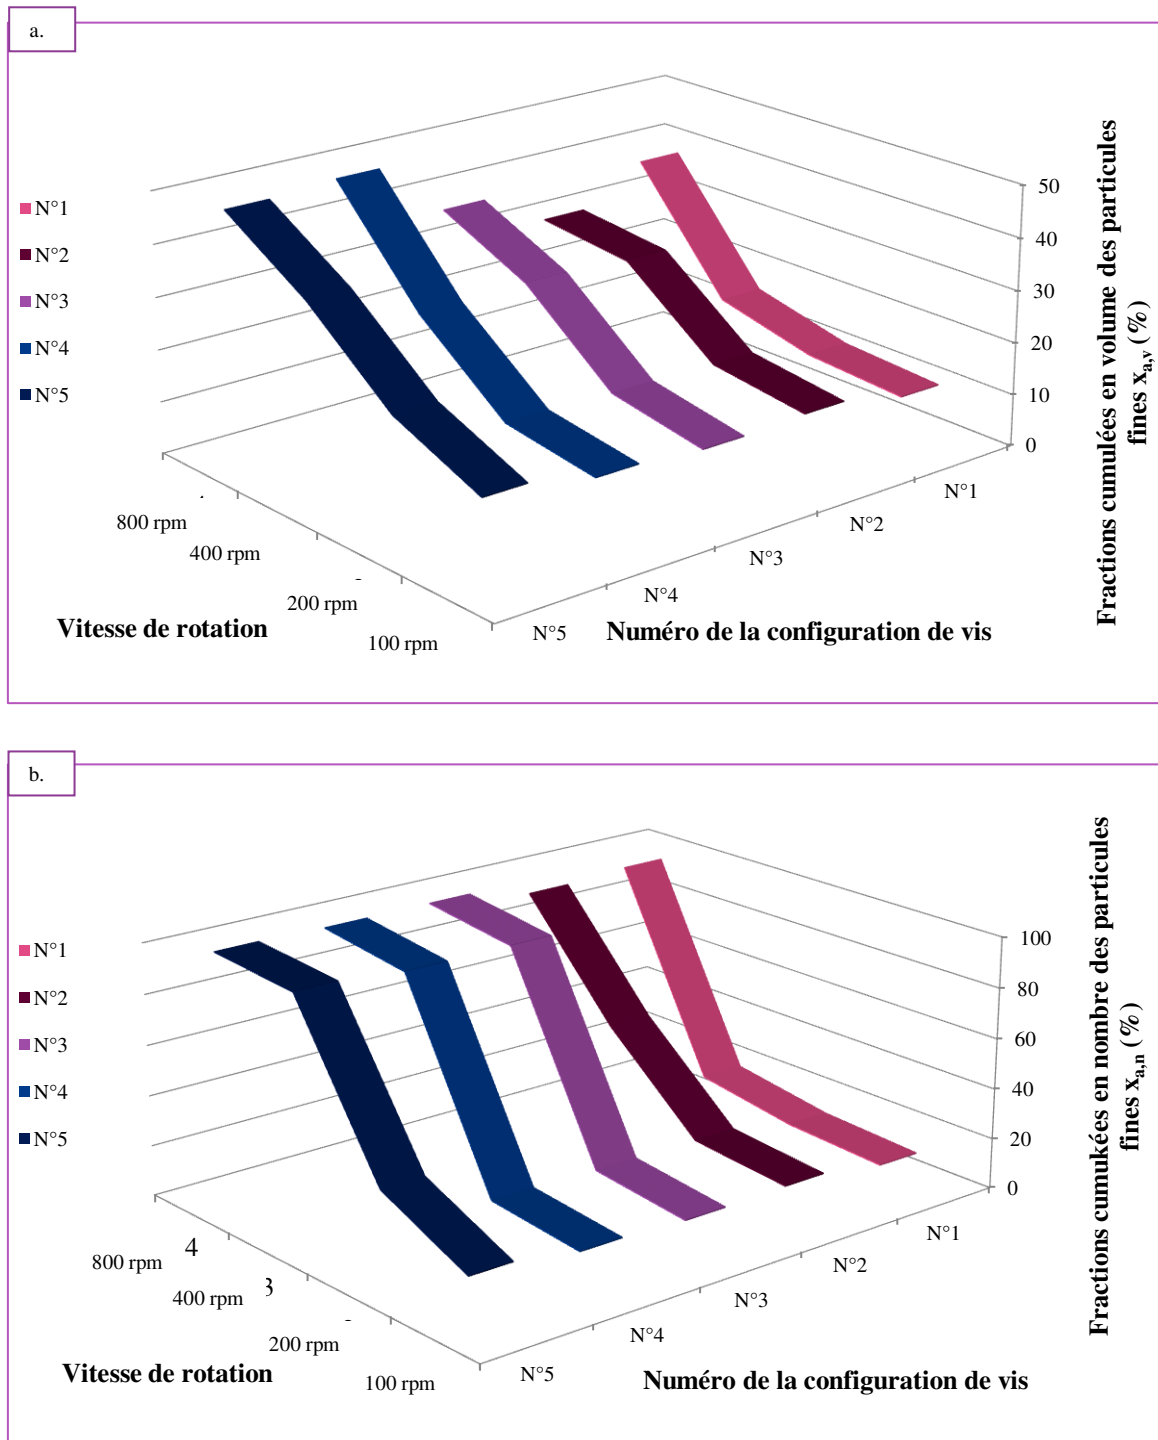 a.
N°1
N°2
N°3
N°4
N°5
50
40
30
20
10
0
Fractions cumulées en volume des particules
fines xa,v (%)
N°1
N°2
N°3
N°4
N°5
800 rpm
400 rpm
200 rpm
100 rpm
Vitesse de rotation
Numéro de la configuration de vis
b.
N°1
N°2
N°3
N°4
N°5
100
80
60
40
20
0
Fractions cumukées en nombre des particules
fines xa,n (%)
N°1
N°2
N°3
N°4
N°5
4
800 rpm
3
400 rpm
200 rpm
100 rpm
Vitesse de rotation
Numéro de la configuration de vis